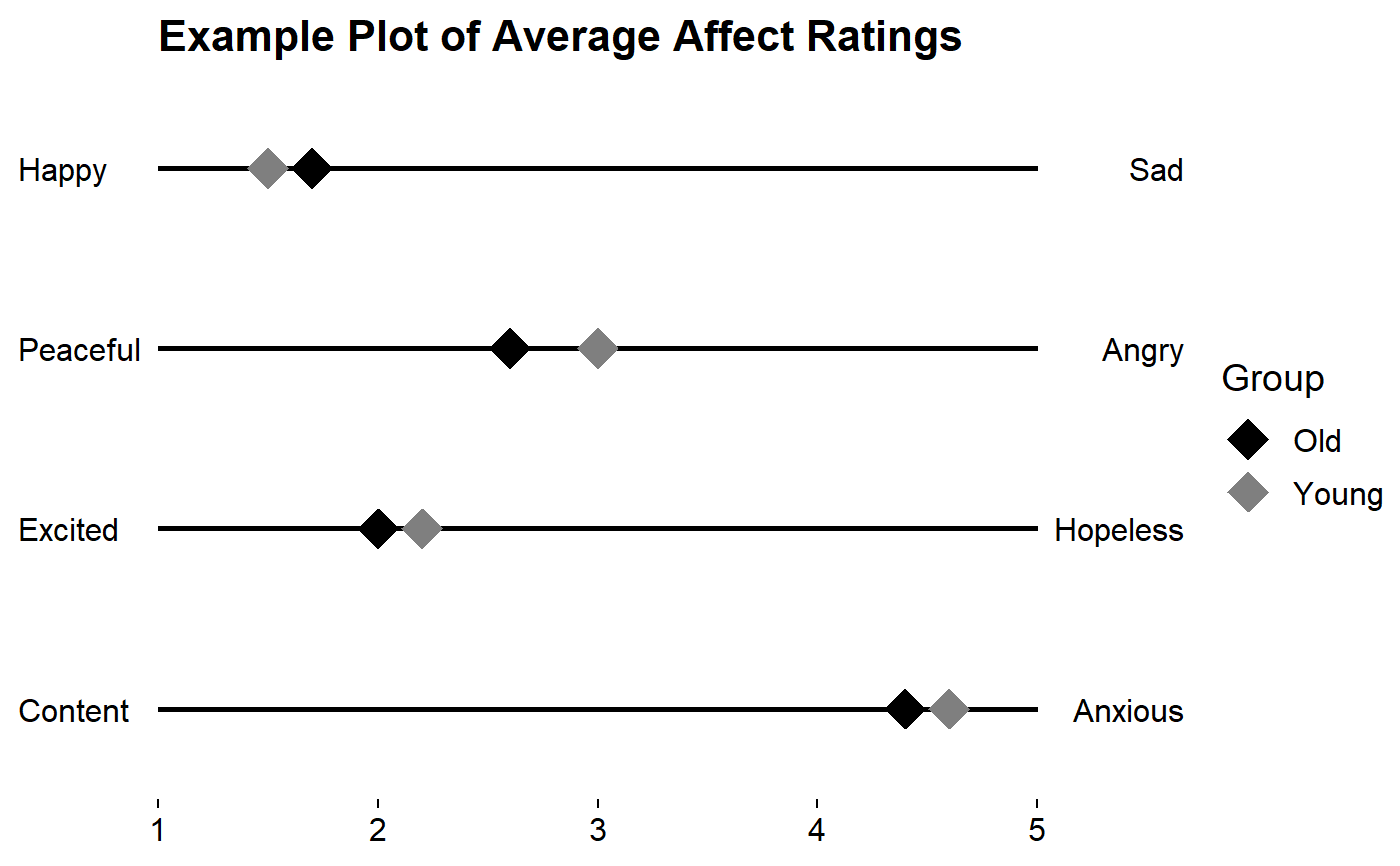 Example Plot of Average Affect Ratings
Happy Sad
Peaceful Angry
Group
Old
Young
Excited Hopeless
Content Anxious
1 2 3 4 5